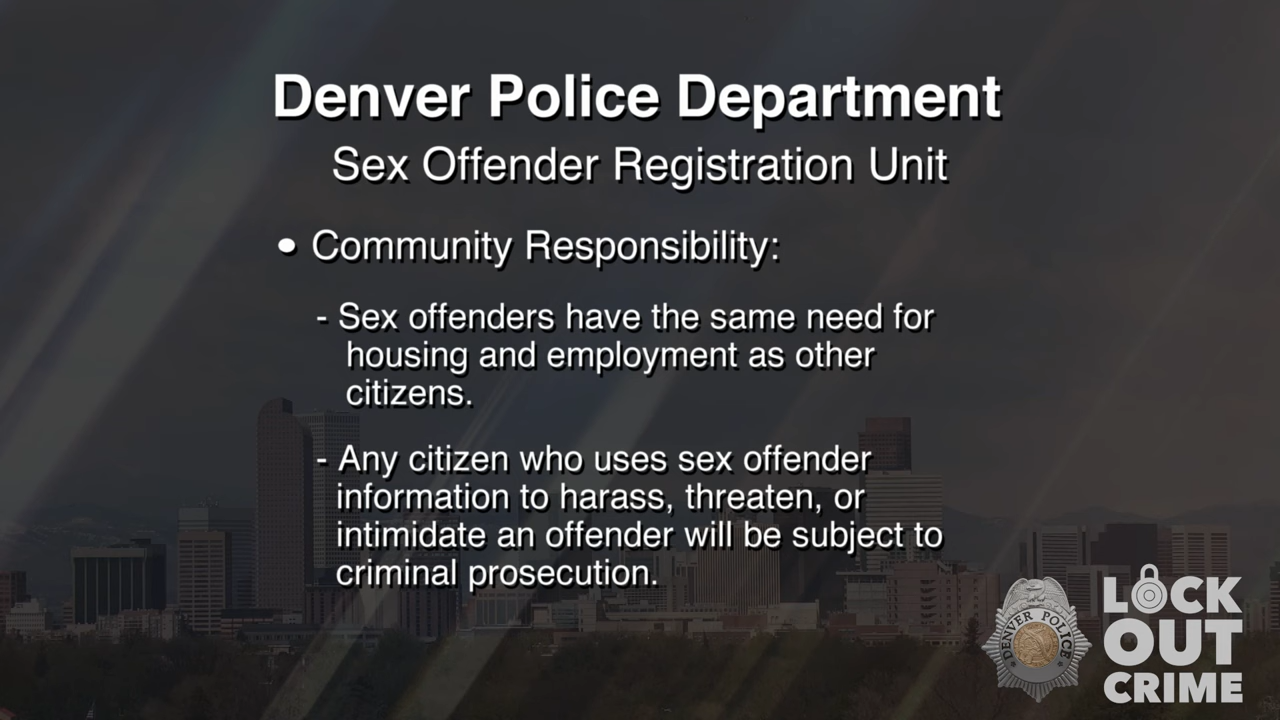 Denver Police Department
Sex Offender Registration Unit
• Community Responsibility:
- Sex offenders have the same need for
housing and employment as other
citizens.
- Any citizen who uses sex offender
information to harass, threaten, or
intimidate an offender will be subject to
criminal prosecution.
DENVER POLICE
LOCK
OUT
CRIME